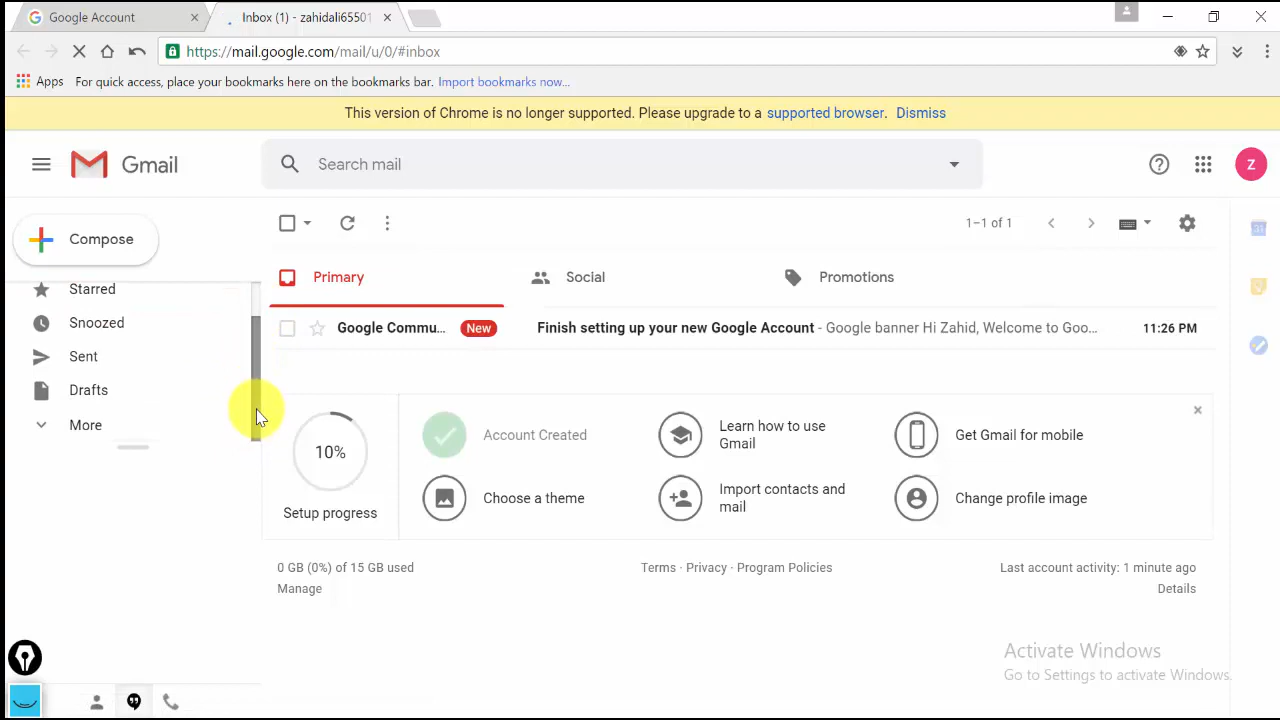 Google Account
Inbox (1) - zahidali65501
https://mail.google.com/mail/u/0/#inbox
Apps For quick access, place your bookmarks here on the bookmarks bar. Import bookmarks now...
This version of Chrome is no longer supported. Please upgrade to a supported browser. Dismiss
Gmail
Search mail
Z
Compose
1–1 of 1
Starred
Snoozed
Sent
Drafts
More
Primary
Social
Promotions
Google Commu... New Finish setting up your new Google Account - Google banner Hi Zahid, Welcome to Goo... 11:26 PM
10%
Setup progress
Account Created
Learn how to use
Gmail
Get Gmail for mobile
Choose a theme
Import contacts and
mail
Change profile image
0 GB (0%) of 15 GB used
Manage
Terms · Privacy · Program Policies
Last account activity: 1 minute ago
Details
Activate Windows
Go to Settings to activate Windows.
31